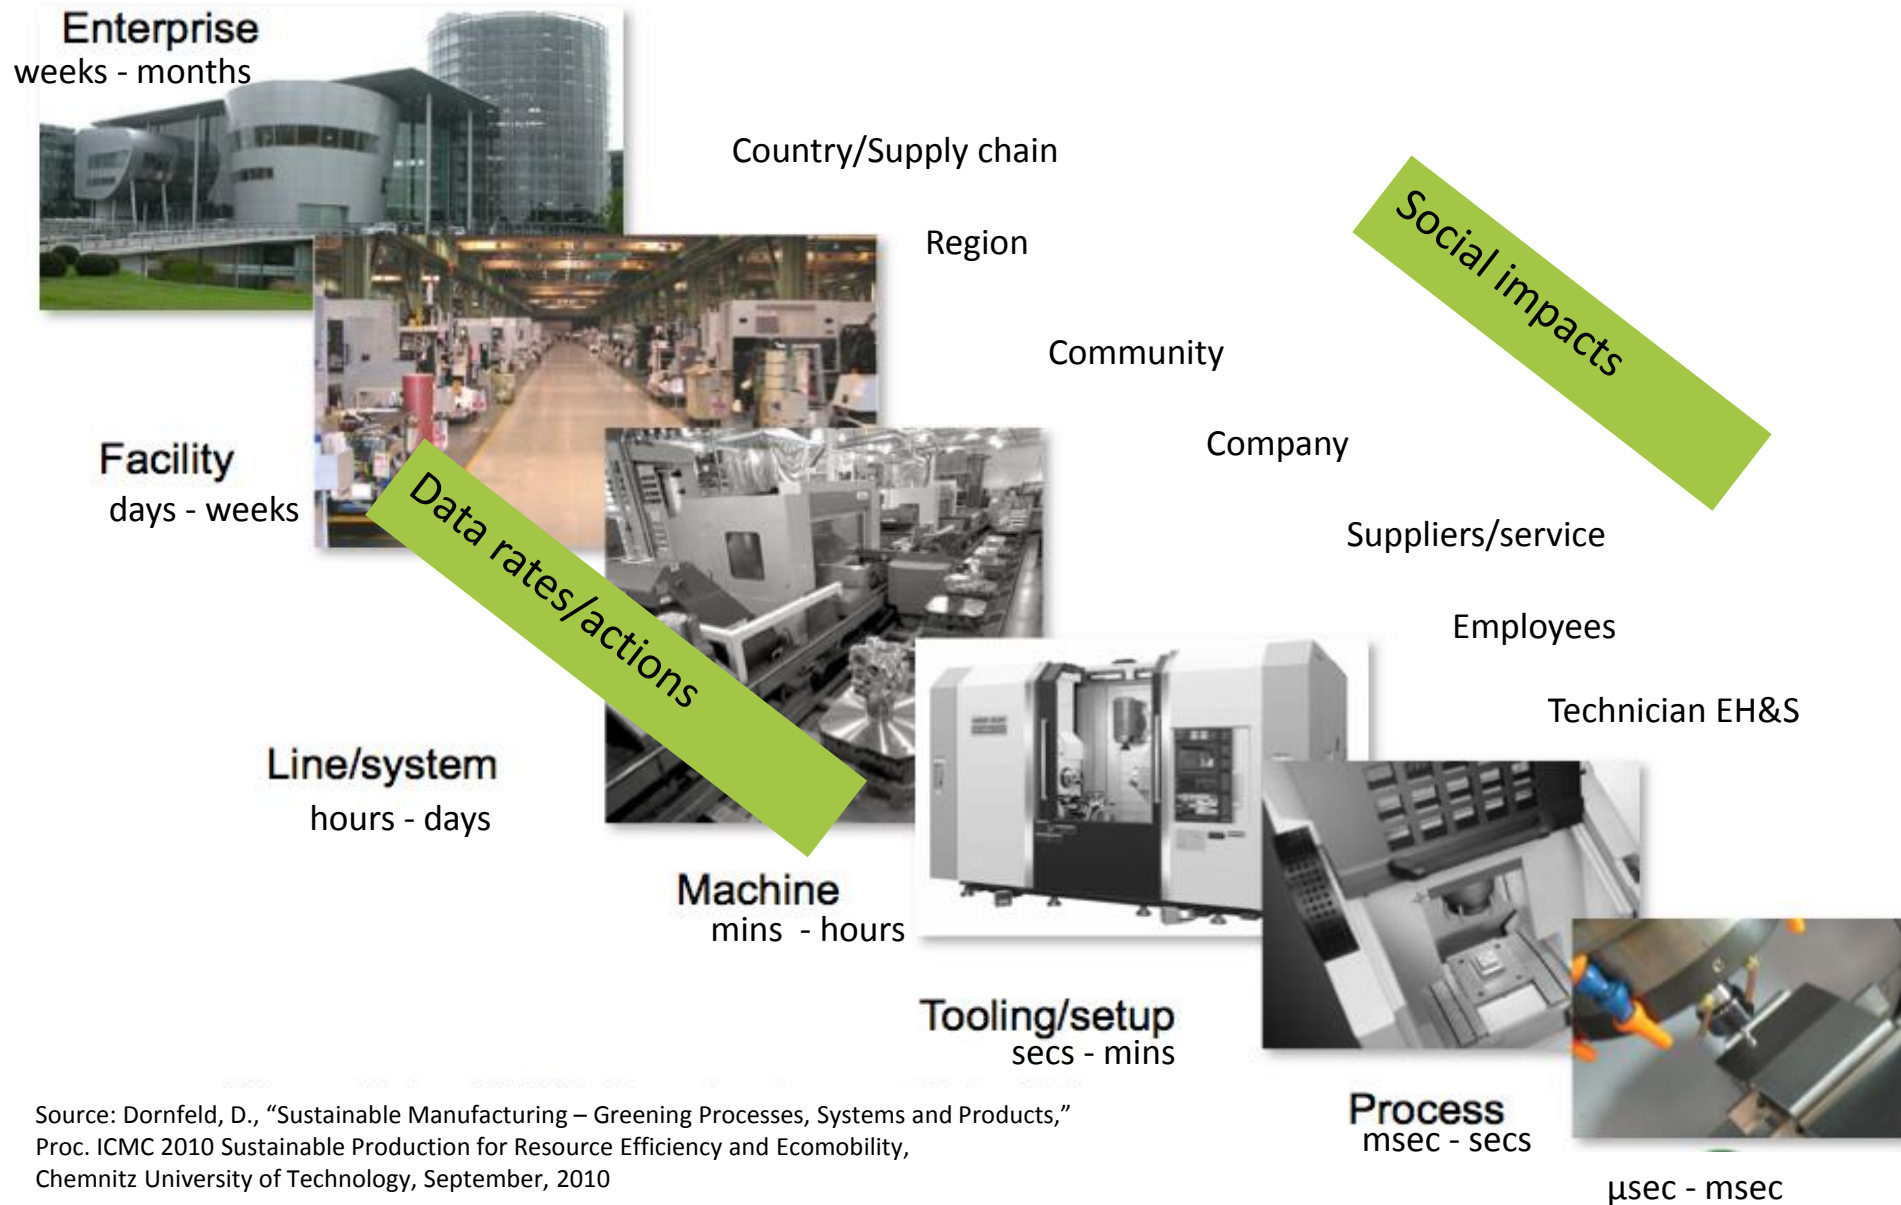 Enterprise
weeks - months
Country/Supply chain
Region
Social impacts
Community
Company
Facility
days - weeks
Data rates/actions
Suppliers/service
Employees
Technician EH&S
Line/system
hours - days
Machine
mins - hours
Tooling/setup
secs - mins
Process
msec - secs
µsec - msec
Source: Dornfeld, D., “Sustainable Manufacturing – Greening Processes, Systems and Products,”
Proc. ICMC 2010 Sustainable Production for Resource Efficiency and Ecomobility,
Chemnitz University of Technology, September, 2010